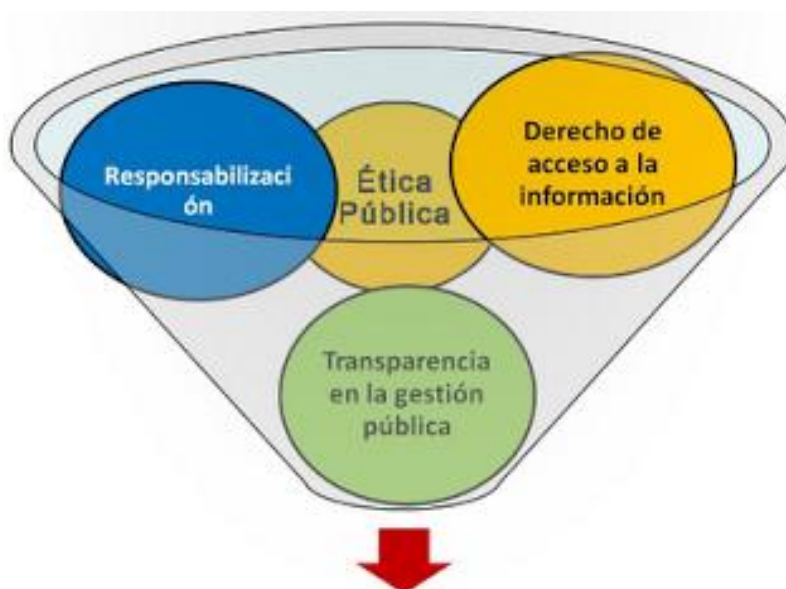 Responsabilizaci
ón
Ética
Pública
Derecho de
acceso a la
información
Transparencia
en la gestión
pública